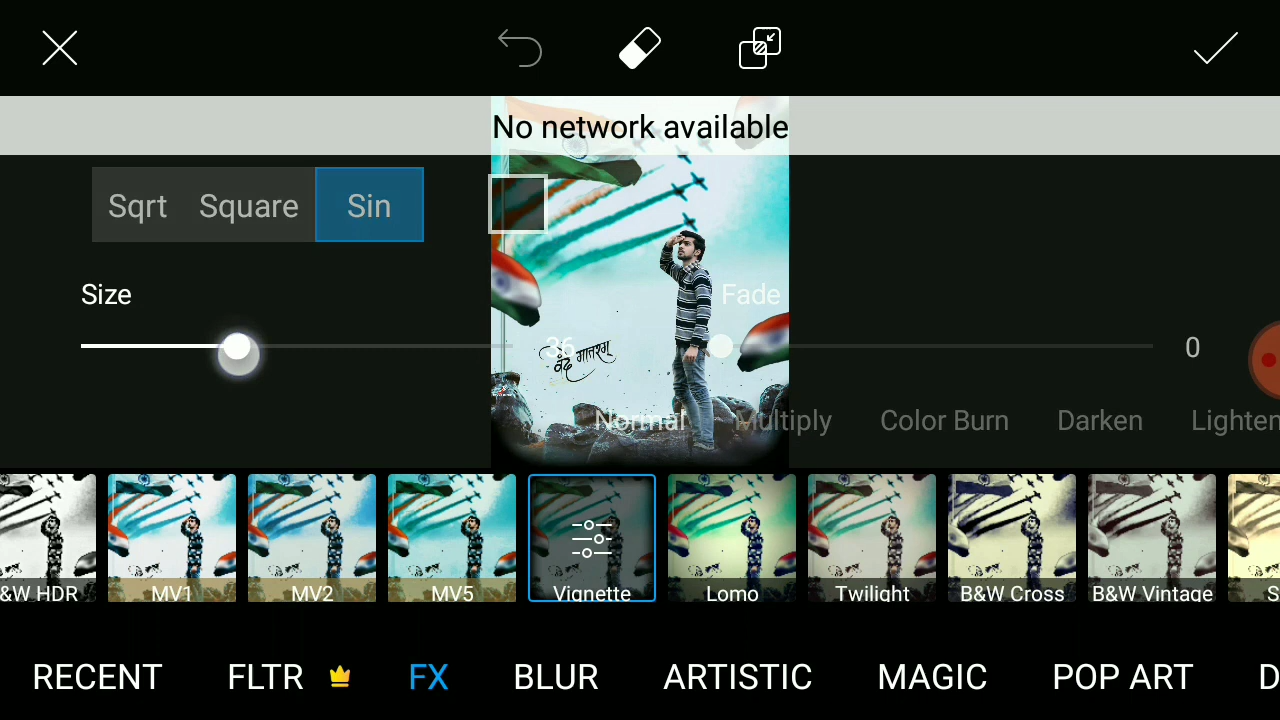 No network available
Sqrt Square Sin
Size
36
Fade
0
वंदे मातरम्
Normal Multiply Color Burn Darken Lighten
&W HDR MV1 MV2 MV5 Vignette Lomo Twilight B&W Cross B&W Vintage S
RECENT FLTR FX BLUR ARTISTIC MAGIC POP ART D